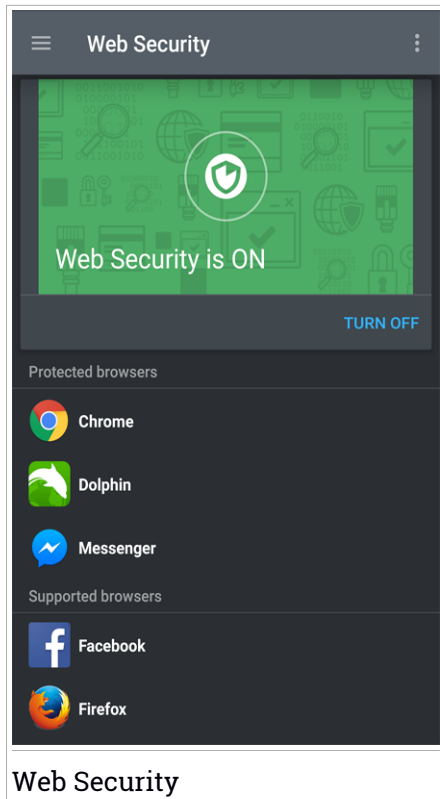 Web Security
Web Security is ON
TURN OFF
Protected browsers
Chrome
Dolphin
Messenger
Supported browsers
Facebook
Firefox
Web Security